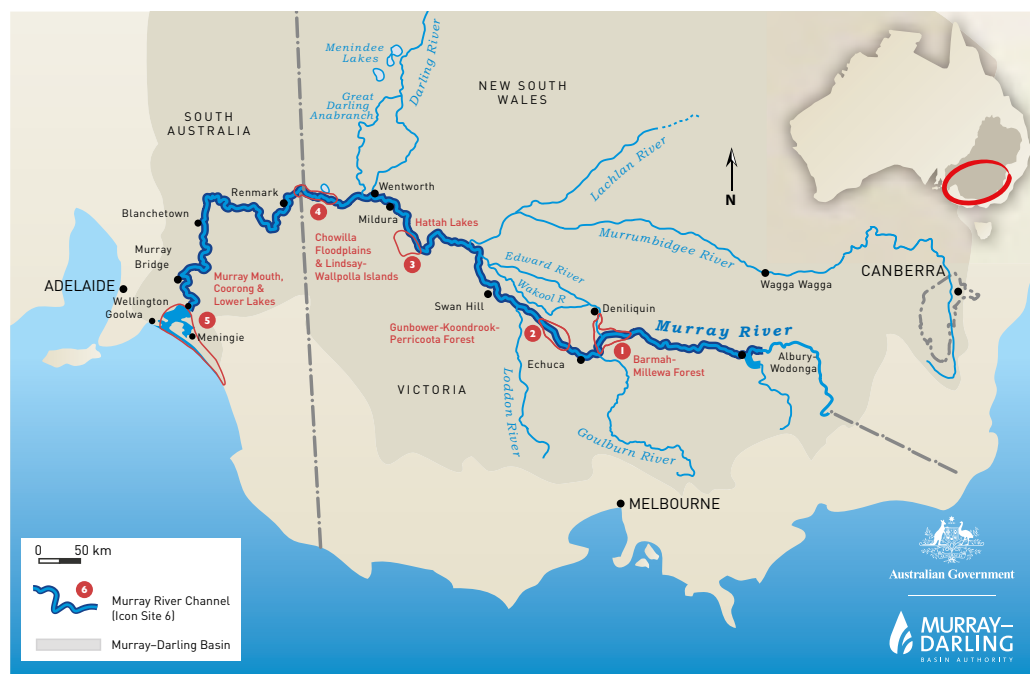 Menindee
Lakes
Darling River
Great
Darling
Anabranch
NEW SOUTH
WALES
SOUTH
AUSTRALIA
Lachlan River
N
Renmark
Wentworth
Blanchetown
4
Mildura
Hattah Lakes
Chowilla
Floodplains
& Lindsay-
Wallpolla Islands
3
Murrumbidgee River
Murray
Bridge
Edward River
Wakool R
CANBERRA
Wagga Wagga
ADELAIDE
Murray Mouth,
Coorong &
Lower Lakes
Wellington
Goolwa
5
Meningie
Swan Hill
Deniliquin
Gunbower-Koondrook-
Perricoota Forest
2
Murray River
1
Echuca
Barmah-
Millewa Forest
Albury-
Wodonga
VICTORIA
Loddon River
Goulburn River
MELBOURNE
0 50 km
6
Murray River Channel
(Icon Site 6)
Murray–Darling Basin
Australian Government
MURRAY–
DARLING
BASIN AUTHORITY